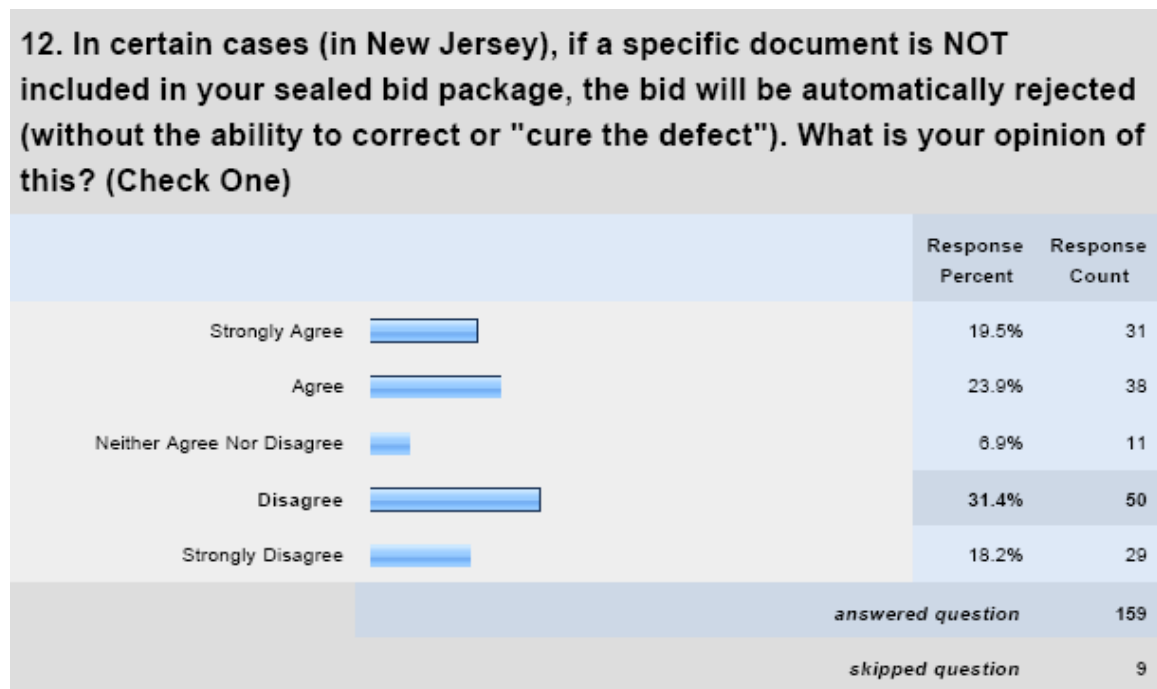 12. In certain cases (in New Jersey), if a specific document is NOT
included in your sealed bid package, the bid will be automatically rejected
(without the ability to correct or "cure the defect"). What is your opinion of
this? (Check One)
Response Percent Response Count
Strongly Agree 19.5% 31
Agree 23.9% 38
Neither Agree Nor Disagree 6.9% 11
Disagree 31.4% 50
Strongly Disagree 18.2% 29
answered question 159
skipped question 9